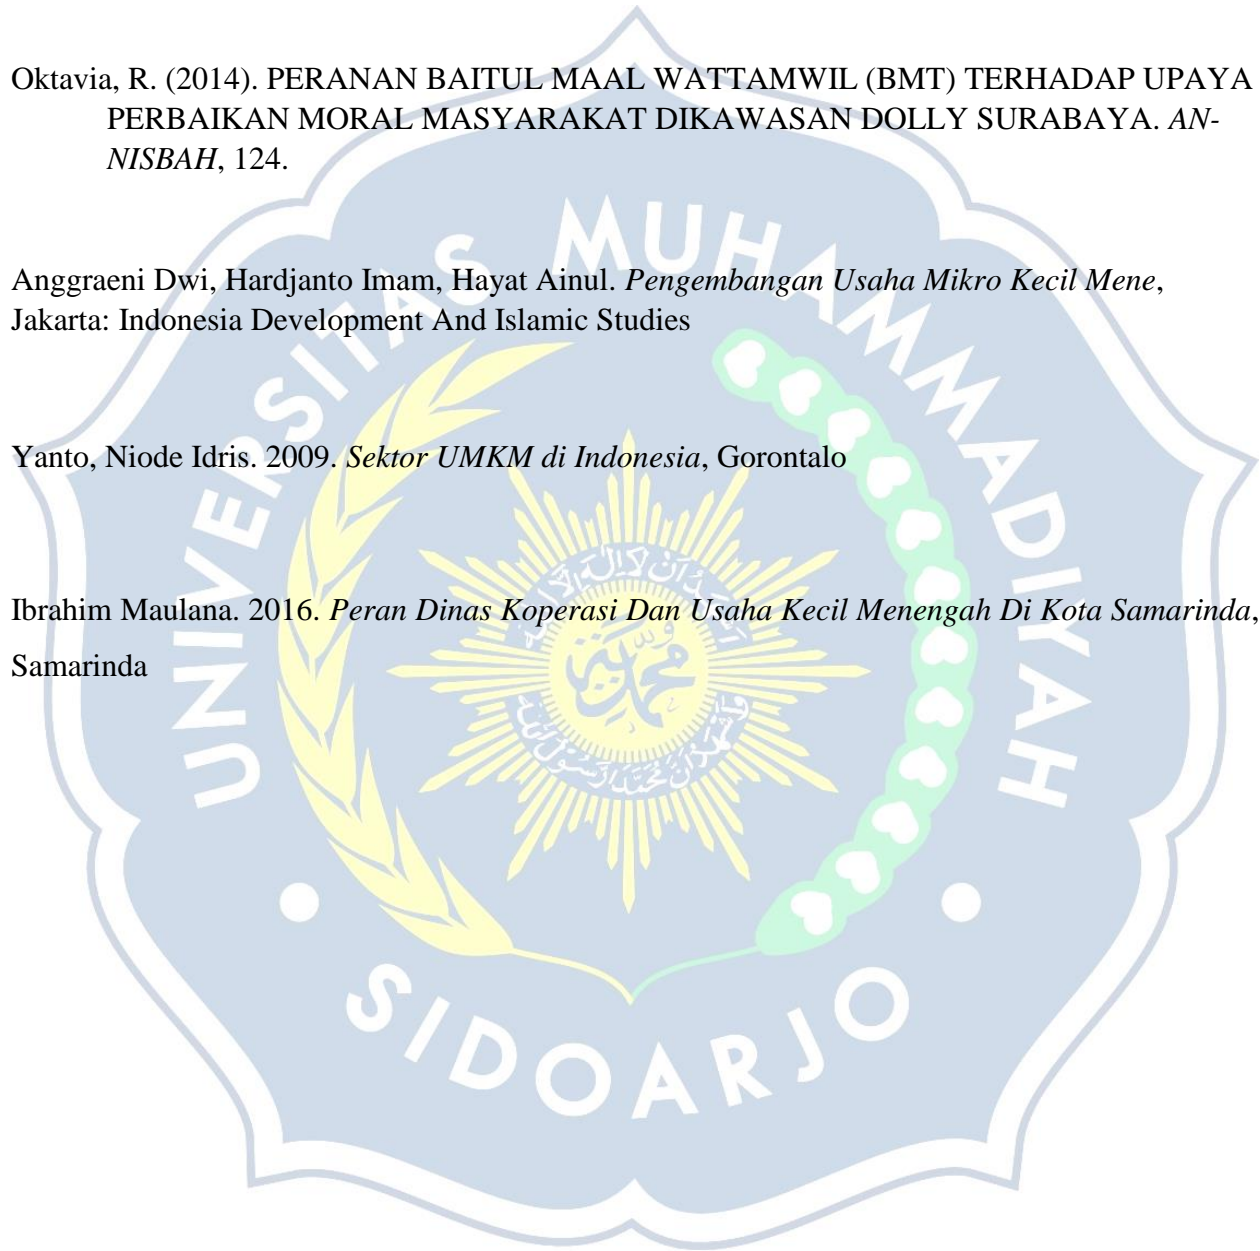 Oktavia, R. (2014). PERANAN BAITUL MAAL WATTAMWIL (BMT) TERHADAP UPAYA
PERBAIKAN MORAL MASYARAKAT DIKAWASAN DOLLY SURABAYA. AN-
NISBAH, 124.
Anggraeni Dwi, Hardjanto Imam, Hayat Ainul. Pengembangan Usaha Mikro Kecil Mene,
Jakarta: Indonesia Development And Islamic Studies
Yanto, Niode Idris. 2009. Sektor UMKM di Indonesia, Gorontalo
Ibrahim Maulana. 2016. Peran Dinas Koperasi Dan Usaha Kecil Menengah Di Kota Samarinda,
Samarinda
UNIVERSITAS MUHAMMADIYAH
SIDOARJO
محمدية